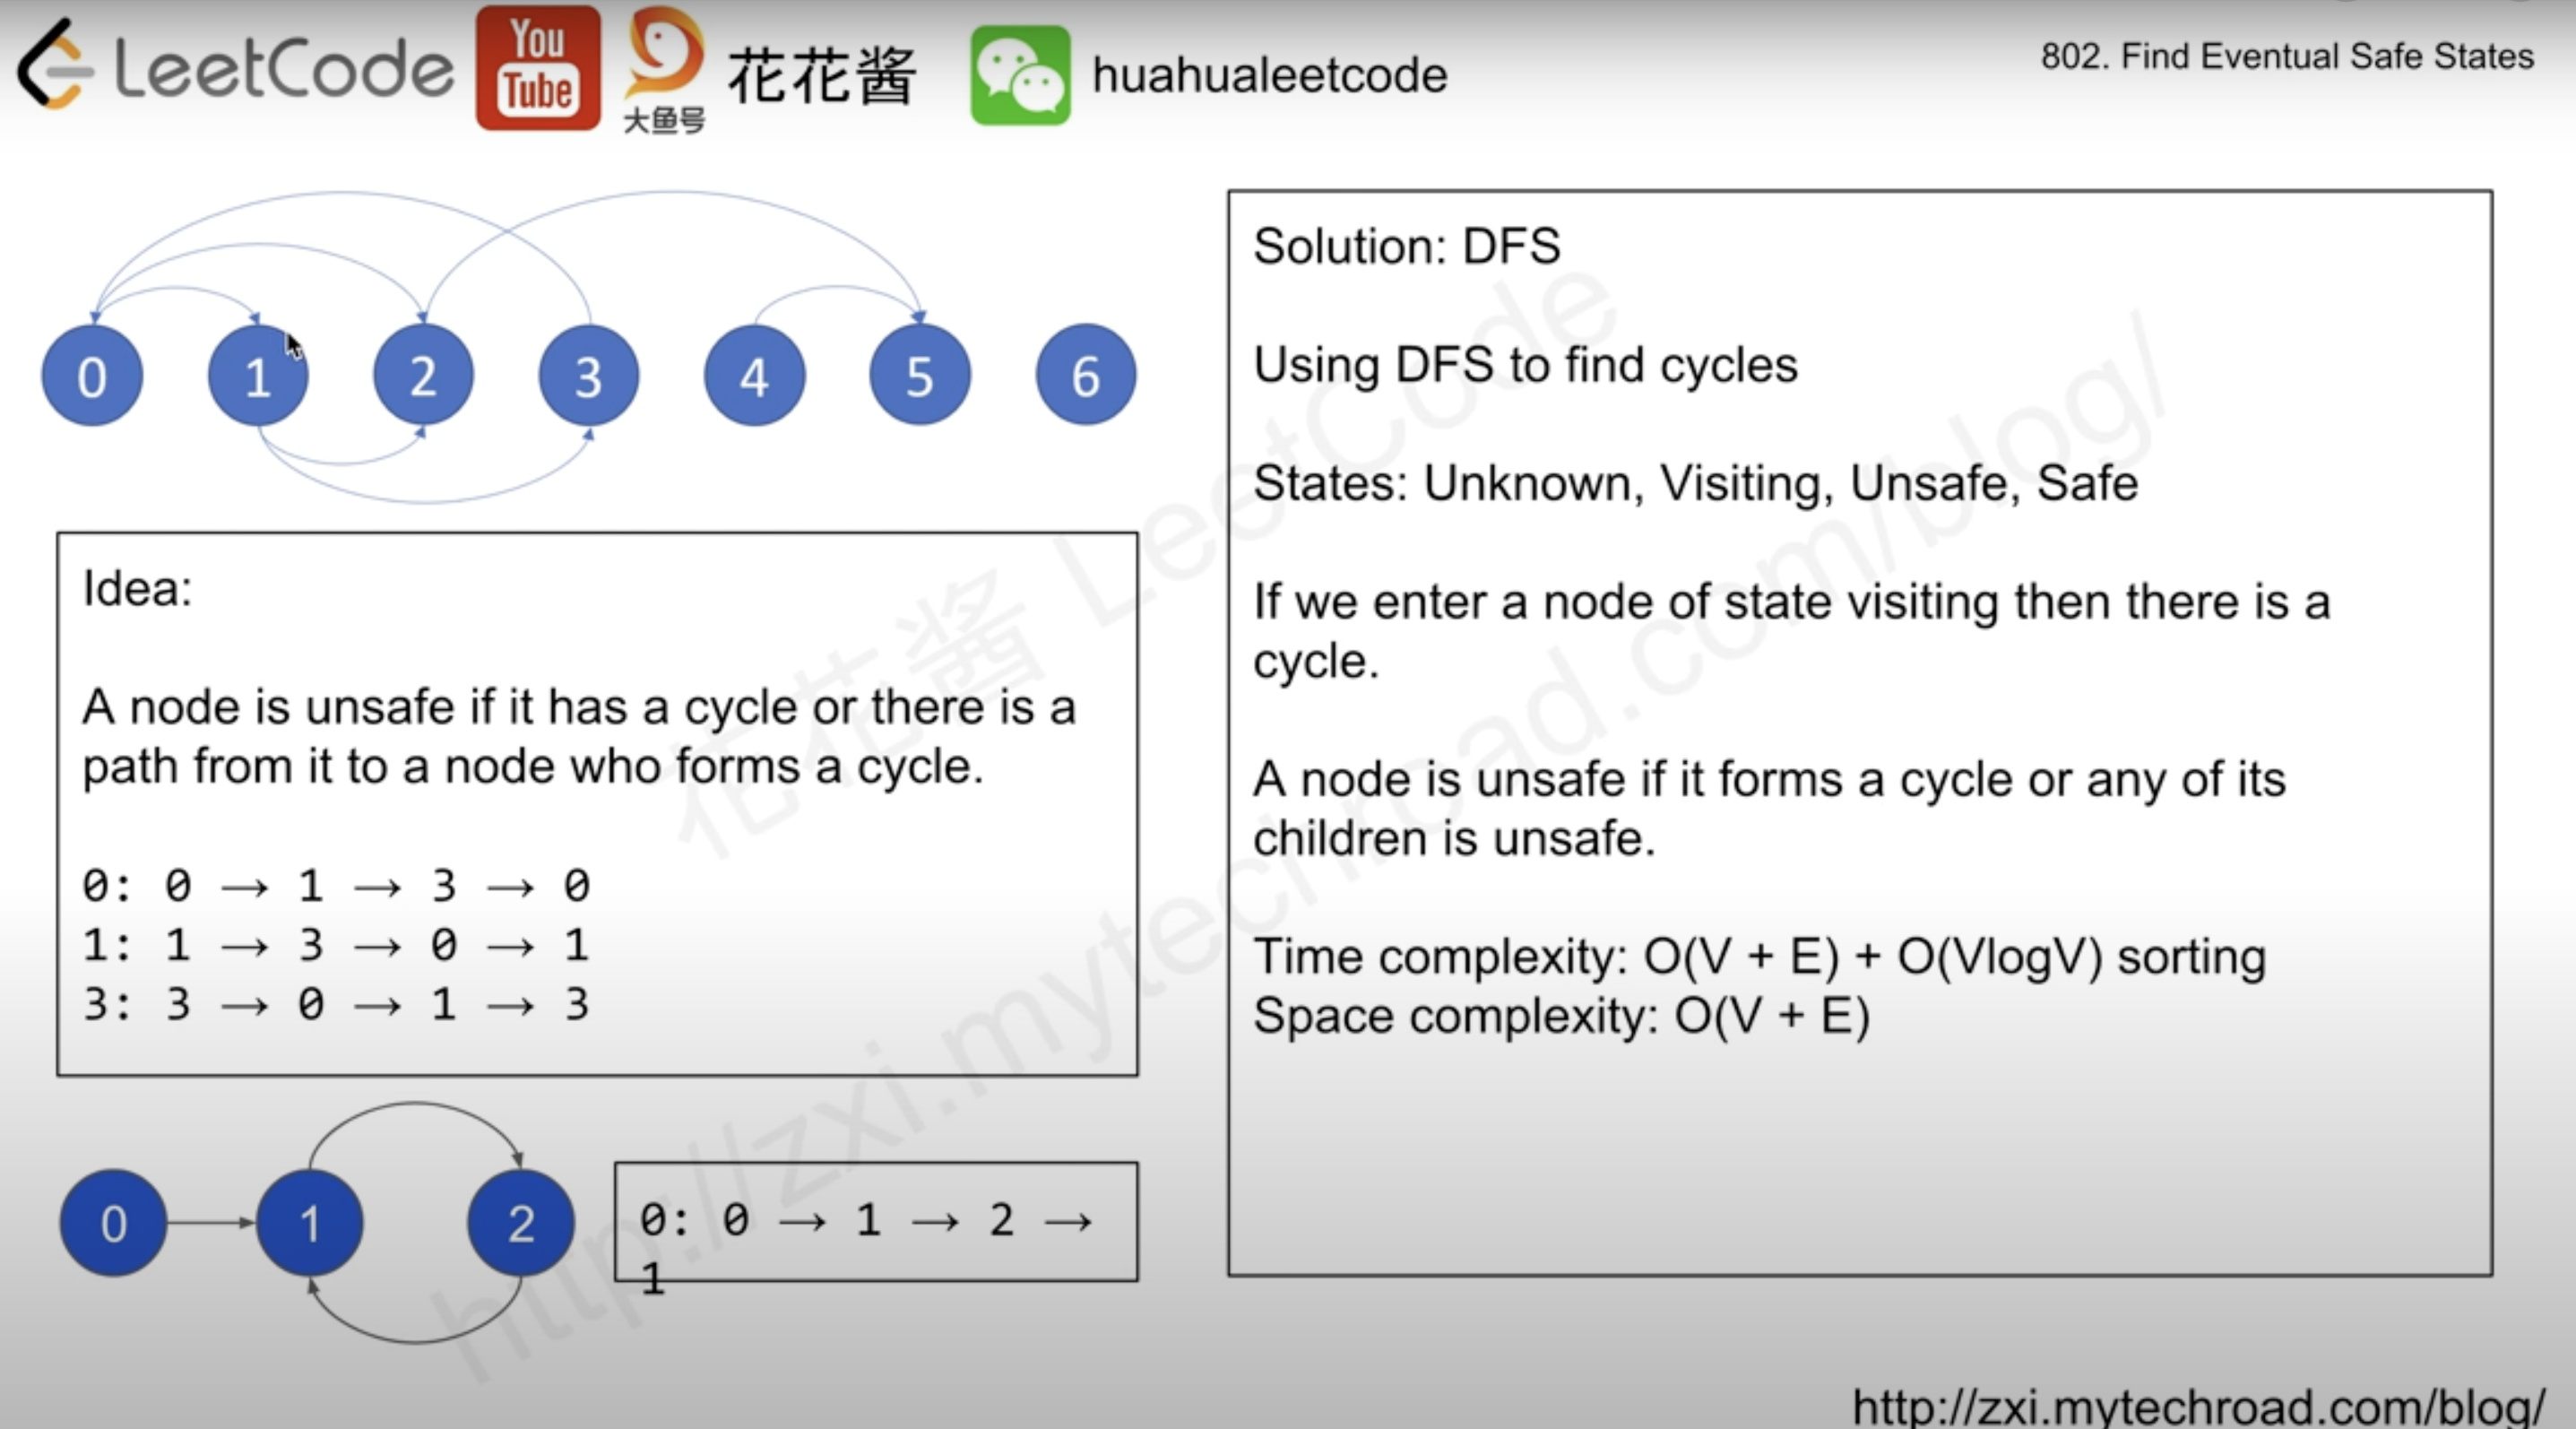 LeetCode
You
Tube
大鱼号
花花酱
huahualeetcode
802. Find Eventual Safe States
0 1 2 3 4 5 6
Idea:
A node is unsafe if it has a cycle or there is a
path from it to a node who forms a cycle.
0: 0 → 1 → 3 → 0
1: 1 → 3 → 0 → 1
3: 3 → 0 → 1 → 3
0 1 2
0: 0 → 1 → 2 →
1
Solution: DFS
Using DFS to find cycles
States: Unknown, Visiting, Unsafe, Safe
If we enter a node of state visiting then there is a
cycle.
A node is unsafe if it forms a cycle or any of its
children is unsafe.
Time complexity: O(V + E) + O(VlogV) sorting
Space complexity: O(V + E)
花花酱 LeetCode
http://zxi.mytechroad.com/blog/
http://zxi.mytechroad.com/blog/